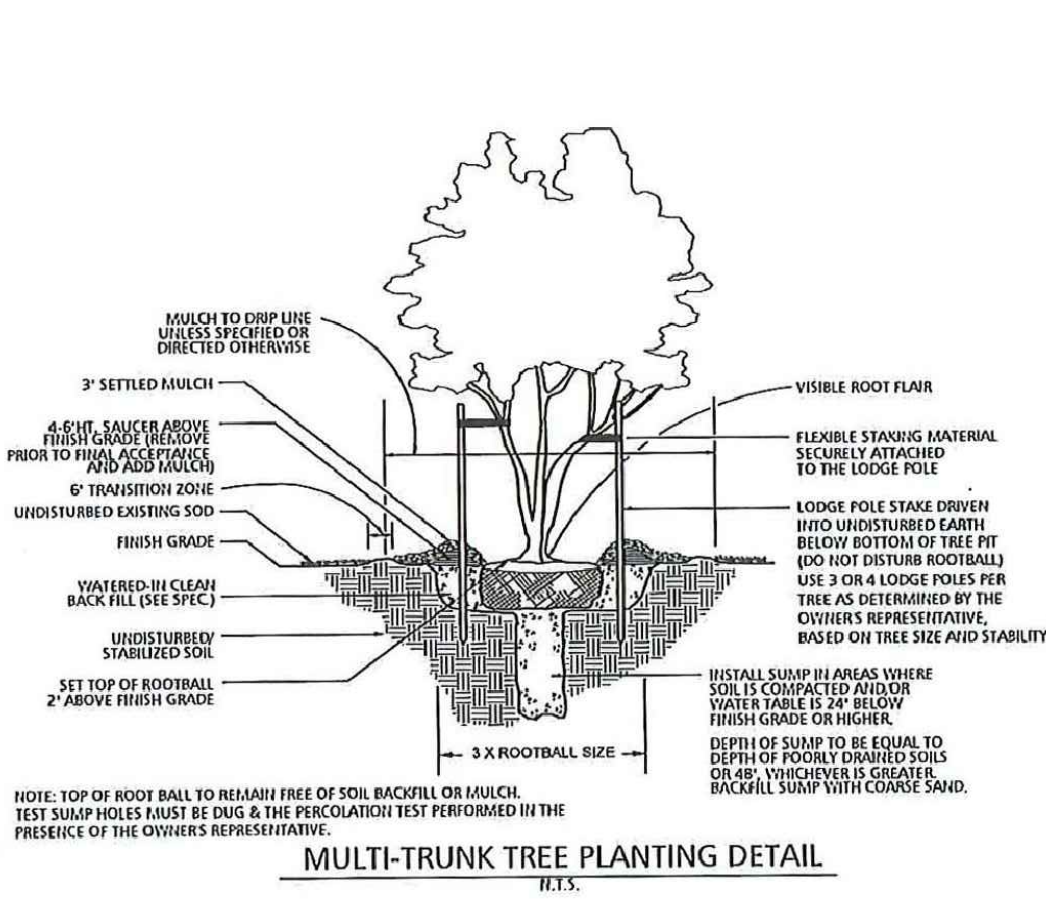 MULCH TO DRIP LINE
UNLESS SPECIFIED OR
DIRECTED OTHERWISE
3' SETTLED MULCH
4-6' HT. SAUCER ABOVE
FINISH GRADE (REMOVE
PRIOR TO FINAL ACCEPTANCE
AND ADD MULCH)
6' TRANSITION ZONE
UNDISTURBED EXISTING SOD
FINISH GRADE
WATERED-IN CLEAN
BACK FILL (SEE SPEC)
UNDISTURBED/
STABILIZED SOIL
SET TOP OF ROOTBALL
2' ABOVE FINISH GRADE
VISIBLE ROOT FLAIR
FLEXIBLE STAKING MATERIAL
SECURELY ATTACHED
TO THE LODGE POLE
LODGE POLE STAKE DRIVEN
INTO UNDISTURBED EARTH
BELOW BOTTOM OF TREE PIT
(DO NOT DISTURB ROOTBALL)
USE 3 OR 4 LODGE POLES PER
TREE AS DETERMINED BY THE
OWNER'S REPRESENTATIVE,
BASED ON TREE SIZE AND STABILITY
INSTALL SUMP IN AREAS WHERE
SOIL IS COMPACTED AND/OR
WATER TABLE IS 24' BELOW
FINISH GRADE OR HIGHER.
DEPTH OF SUMP TO BE EQUAL TO
DEPTH OF POORLY DRAINED SOILS
OR 48', WHICHEVER IS GREATER.
BACKFILL SUMP WITH COARSE SAND.
3 X ROOTBALL SIZE
NOTE: TOP OF ROOT BALL TO REMAIN FREE OF SOIL BACKFILL OR MULCH.
TEST SUMP HOLES MUST BE DUG & THE PERCOLATION TEST PERFORMED IN THE
PRESENCE OF THE OWNER'S REPRESENTATIVE.
MULTI-TRUNK TREE PLANTING DETAIL
N.T.S.